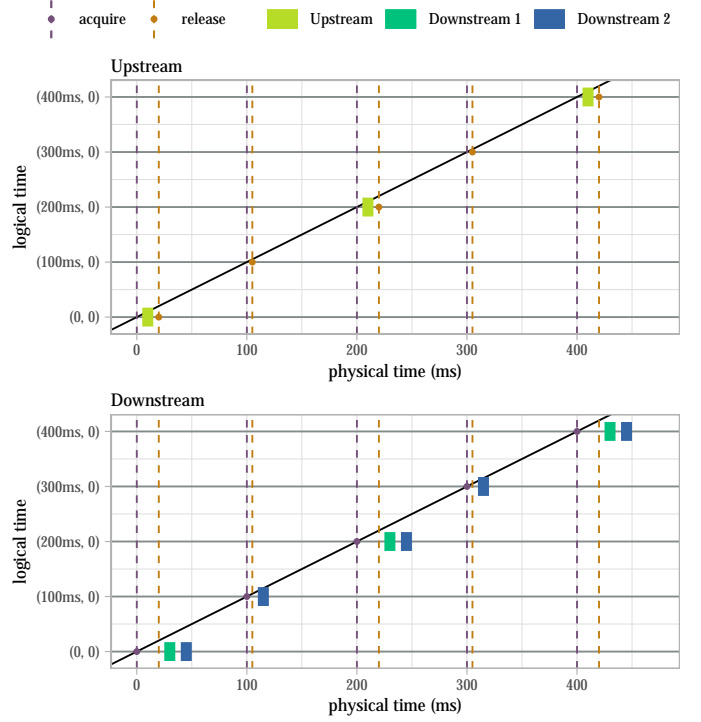 acquire release Upstream Downstream 1 Downstream 2
Upstream
logical time
(400ms, 0)
(300ms, 0)
(200ms, 0)
(100ms, 0)
(0, 0)
0 100 200 300 400
physical time (ms)
Downstream
logical time
(400ms, 0)
(300ms, 0)
(200ms, 0)
(100ms, 0)
(0, 0)
0 100 200 300 400
physical time (ms)